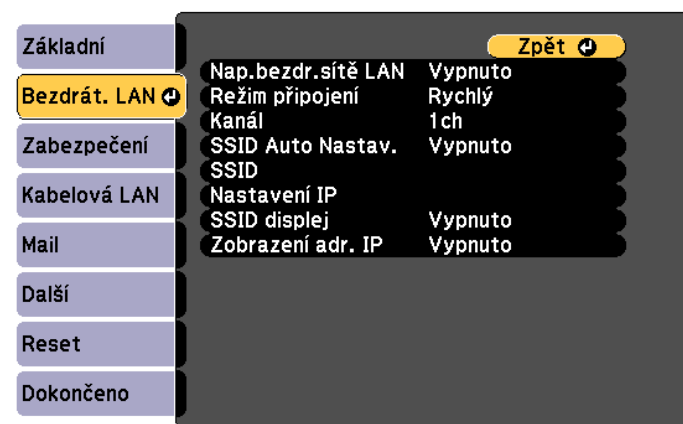 Základní
Bezdrát. LAN
Zabezpečení
Kabelová LAN
Mail
Další
Reset
Dokončeno
Zpět
Nap.bezdr.sítě LAN Vypnuto
Režim připojení Rychlý
Kanál 1ch
SSID Auto Nastav. Vypnuto
SSID
Nastavení IP
SSID displej Vypnuto
Zobrazení adr. IP Vypnuto